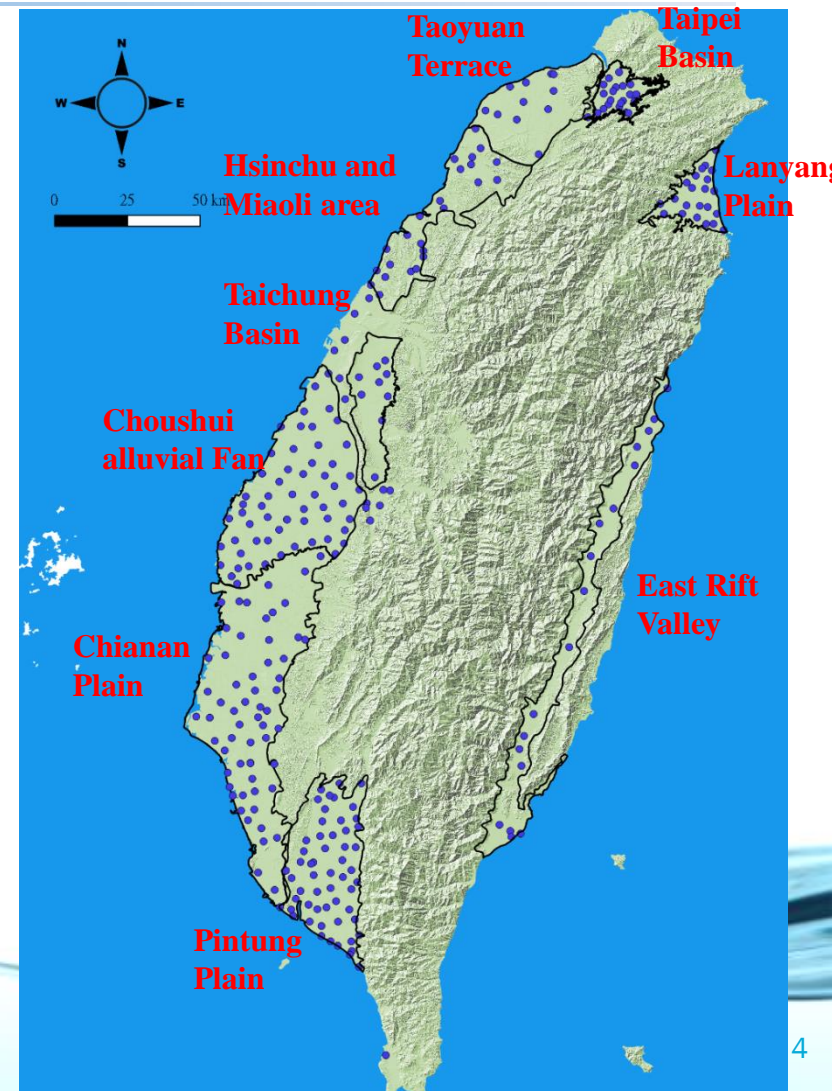 Taoyuan
Terrace
Taipei
Basin
N
W
E
S
0 25 50 km
Hsinchu and
Miaoli area
Lanyang
Plain
Taichung
Basin
Choushui
alluvial Fan
East Rift
Valley
Chianan
Plain
Pintung
Plain
4